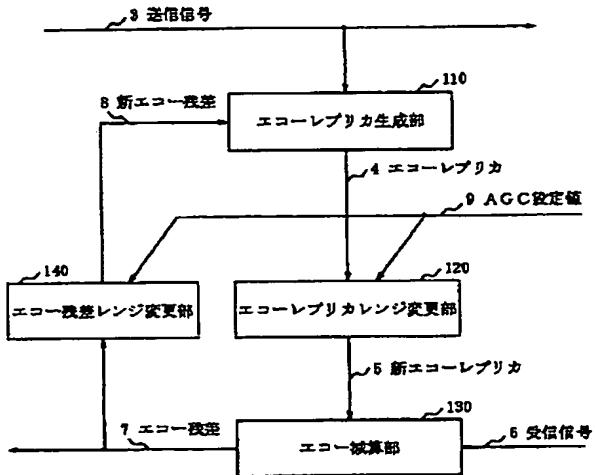 3 送信信号
110
8 新エコー残差
エコーレプリカ生成部
4 エコーレプリカ
9 AGC設定値
140
120
エコー残差レンジ変更部
エコーレプリカレンジ変更部
5 新エコーレプリカ
130
7 エコー残差
6 受信信号
エコー減算部